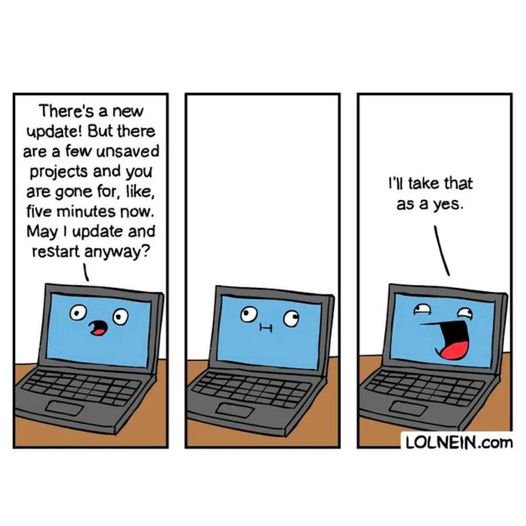 There's a new
update! But there
are a few unsaved
projects and you
are gone for, like,
five minutes now.
May I update and
restart anyway?
I'll take that
as a yes.
LOLNEIN.com